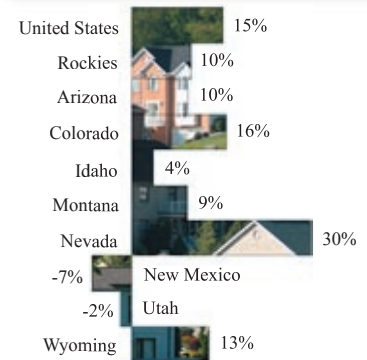 United States 15%
Rockies 10%
Arizona 10%
Colorado 16%
Idaho 4%
Montana 9%
Nevada 30%
-7% New Mexico
-2% Utah
Wyoming 13%